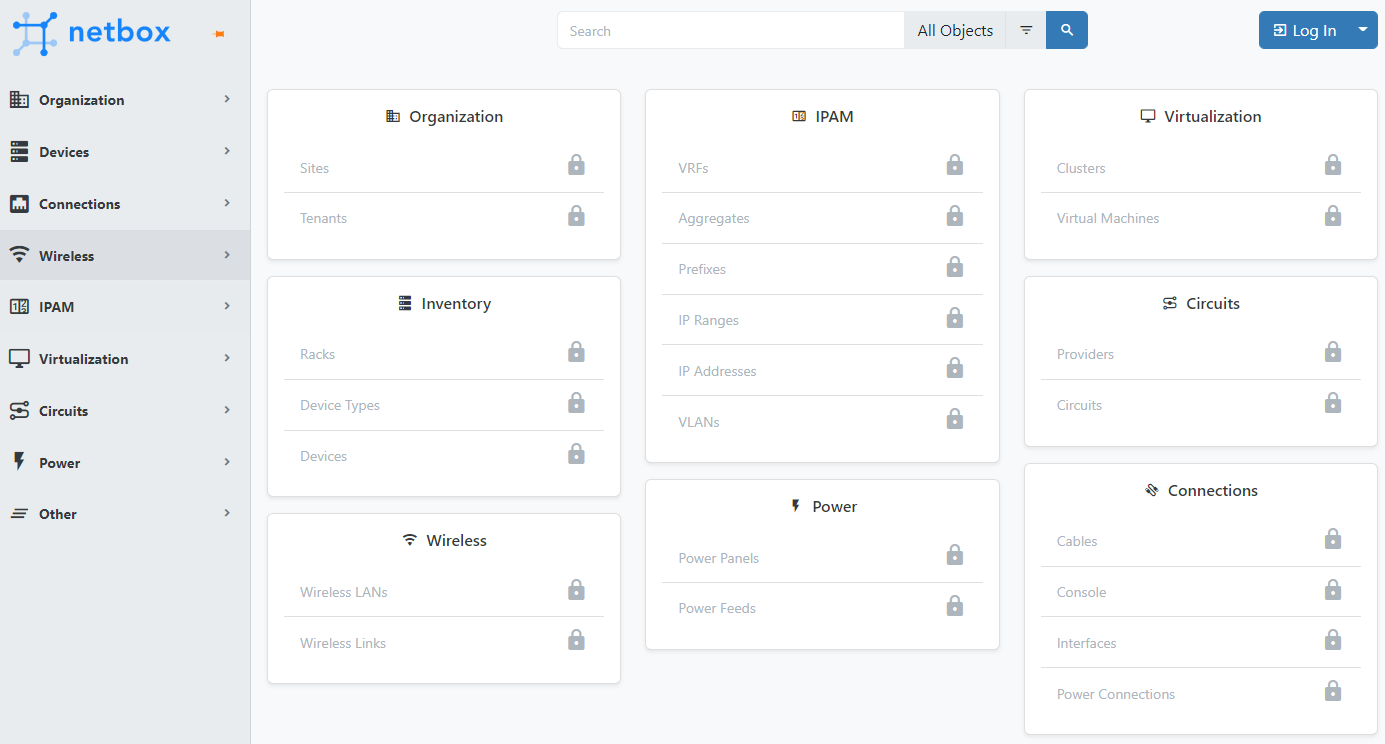 netbox
Search
All Objects
Log In
Organization
Devices
Connections
Wireless
IPAM
Virtualization
Circuits
Power
Other
Organization
Sites
Tenants
Inventory
Racks
Device Types
Devices
Wireless
Wireless LANs
Wireless Links
IPAM
VRFs
Aggregates
Prefixes
IP Ranges
IP Addresses
VLANs
Power
Power Panels
Power Feeds
Virtualization
Clusters
Virtual Machines
Circuits
Providers
Circuits
Connections
Cables
Console
Interfaces
Power Connections